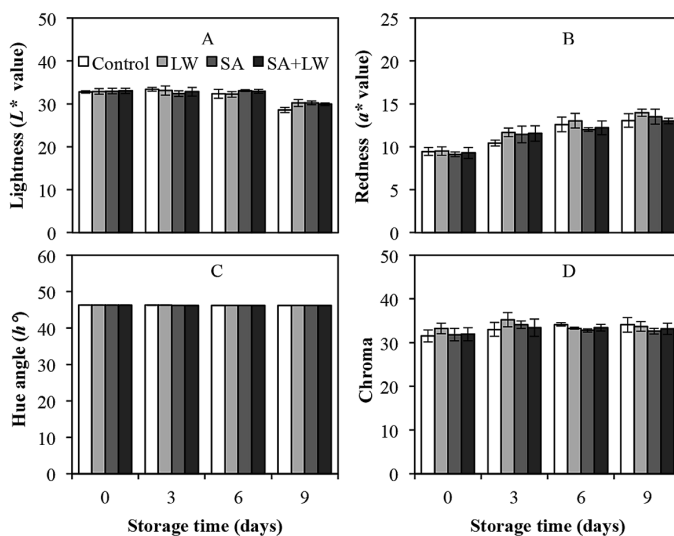 A
Control LW SA SA+LW
Lightness (L* value)
50
40
30
20
10
0
B
Redness (a* value)
25
20
15
10
5
0
C
Hue angle (h°)
60
50
40
30
20
10
0
0 3 6 9
Storage time (days)
D
Chroma
50
40
30
20
10
0
0 3 6 9
Storage time (days)